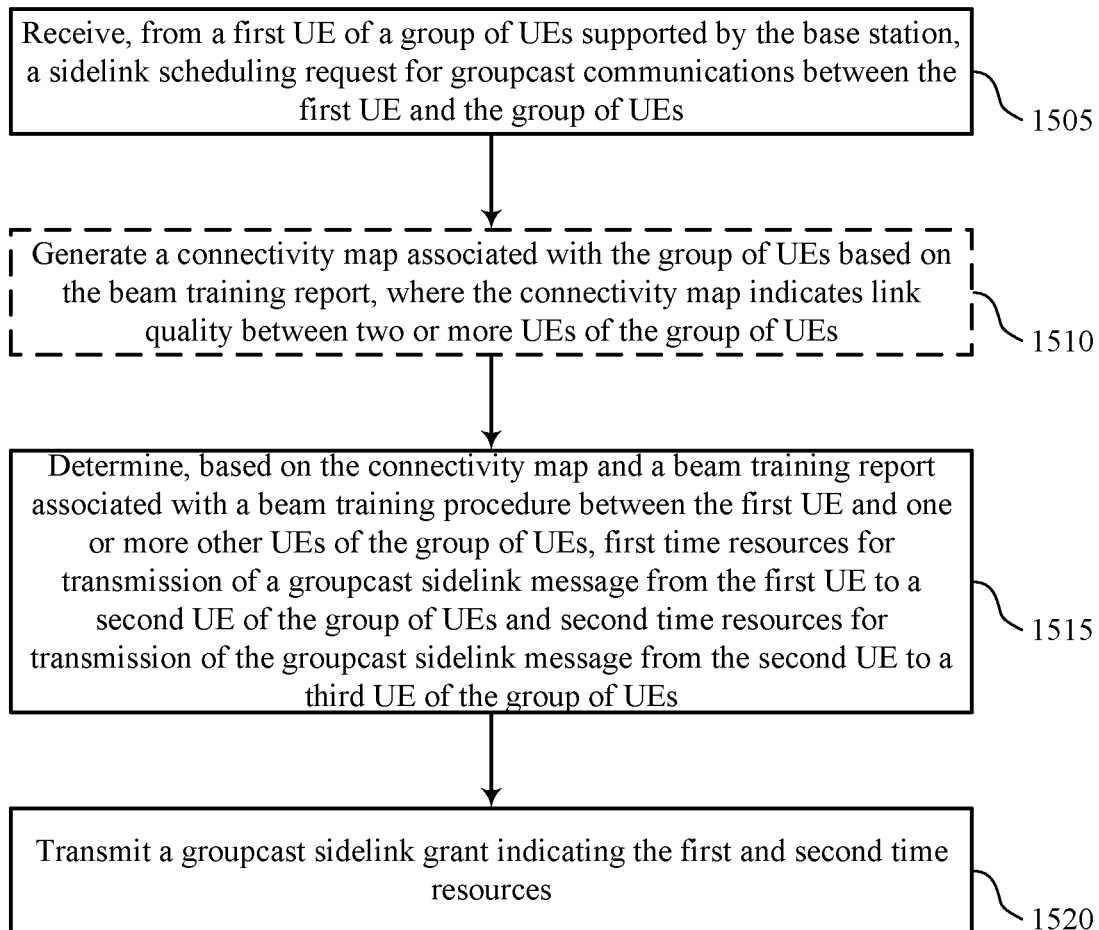 Receive, from a first UE of a group of UEs supported by the base station,
a sidelink scheduling request for groupcast communications between the
first UE and the group of UEs
1505
Generate a connectivity map associated with the group of UEs based on
the beam training report, where the connectivity map indicates link
quality between two or more UEs of the group of UEs
1510
Determine, based on the connectivity map and a beam training report
associated with a beam training procedure between the first UE and one
or more other UEs of the group of UEs, first time resources for
transmission of a groupcast sidelink message from the first UE to a
second UE of the group of UEs and second time resources for
transmission of the groupcast sidelink message from the second UE to a
third UE of the group of UEs
1515
Transmit a groupcast sidelink grant indicating the first and second time
resources
1520